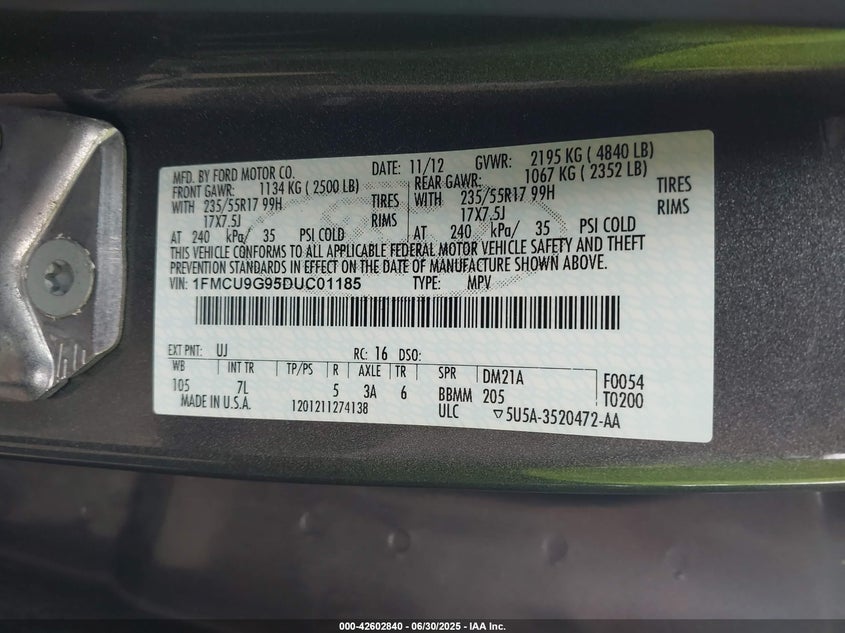 MFD. BY FORD MOTOR CO. DATE: 11/12 GVWR: 2195 KG ( 4840 LB)
FRONT GAWR: 1134 KG ( 2500 LB) REAR GAWR: 1067 KG ( 2352 LB)
WITH 235/55R17 99H TIRES WITH 235/55R17 99H TIRES
17X7.5J RIMS 17X7.5J RIMS
AT 240 kPa/ 35 PSI COLD AT 240 kPa/ 35 PSI COLD
THIS VEHICLE CONFORMS TO ALL APPLICABLE FEDERAL MOTOR VEHICLE SAFETY AND THEFT
PREVENTION STANDARDS IN EFFECT ON THE DATE OF MANUFACTURE SHOWN ABOVE.
VIN: 1FMCU9G95DUC01185 TYPE: MPV
EXT PNT: UJ RC: 16 DSO:
WB INT TR TP/PS R AXLE TR SPR DM21A F0054
105 7L 5 3A 6 BBMM 205 T0200
MADE IN U.S.A. 1201211274138 ULC ▽5U5A-3520472-AA
000-42602840 - 06/30/2025 - IAA Inc.